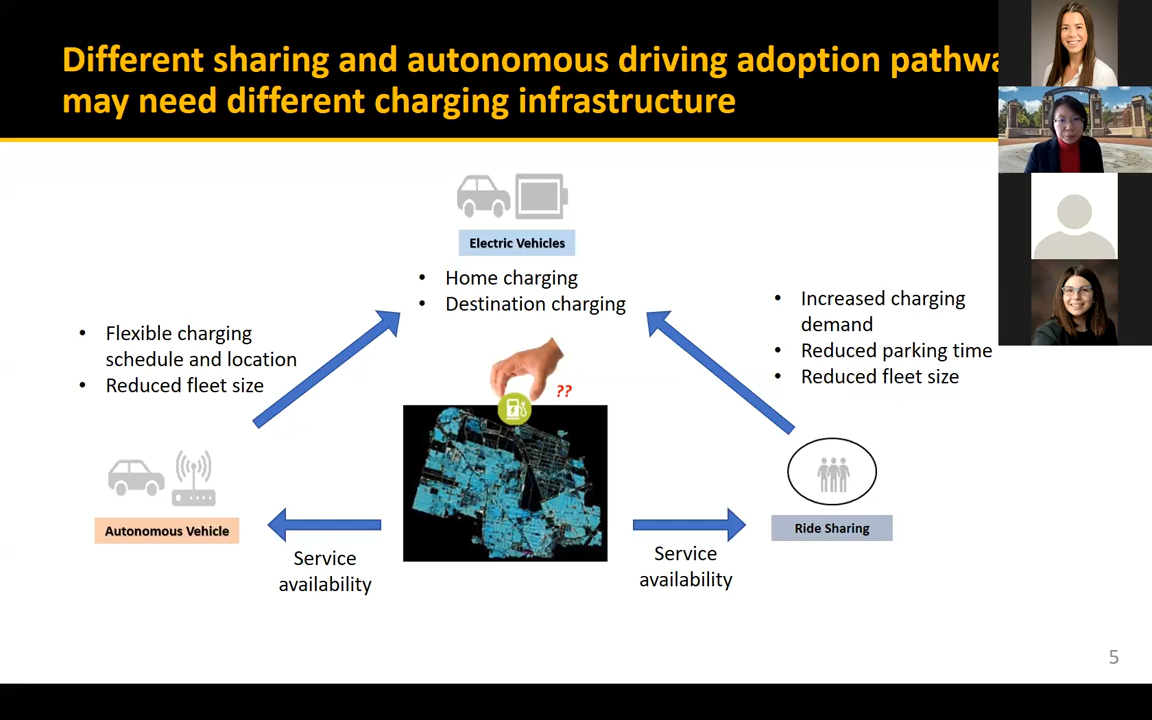 Different sharing and autonomous driving adoption
may need different charging infrastructure
Electric Vehicles
• Home charging
• Destination charging
• Flexible charging
schedule and location
• Reduced fleet size
• Increased charging
demand
• Reduced parking time
• Reduced fleet size
??
Autonomous Vehicle
Service
availability
Service
availability
Ride Sharing
5